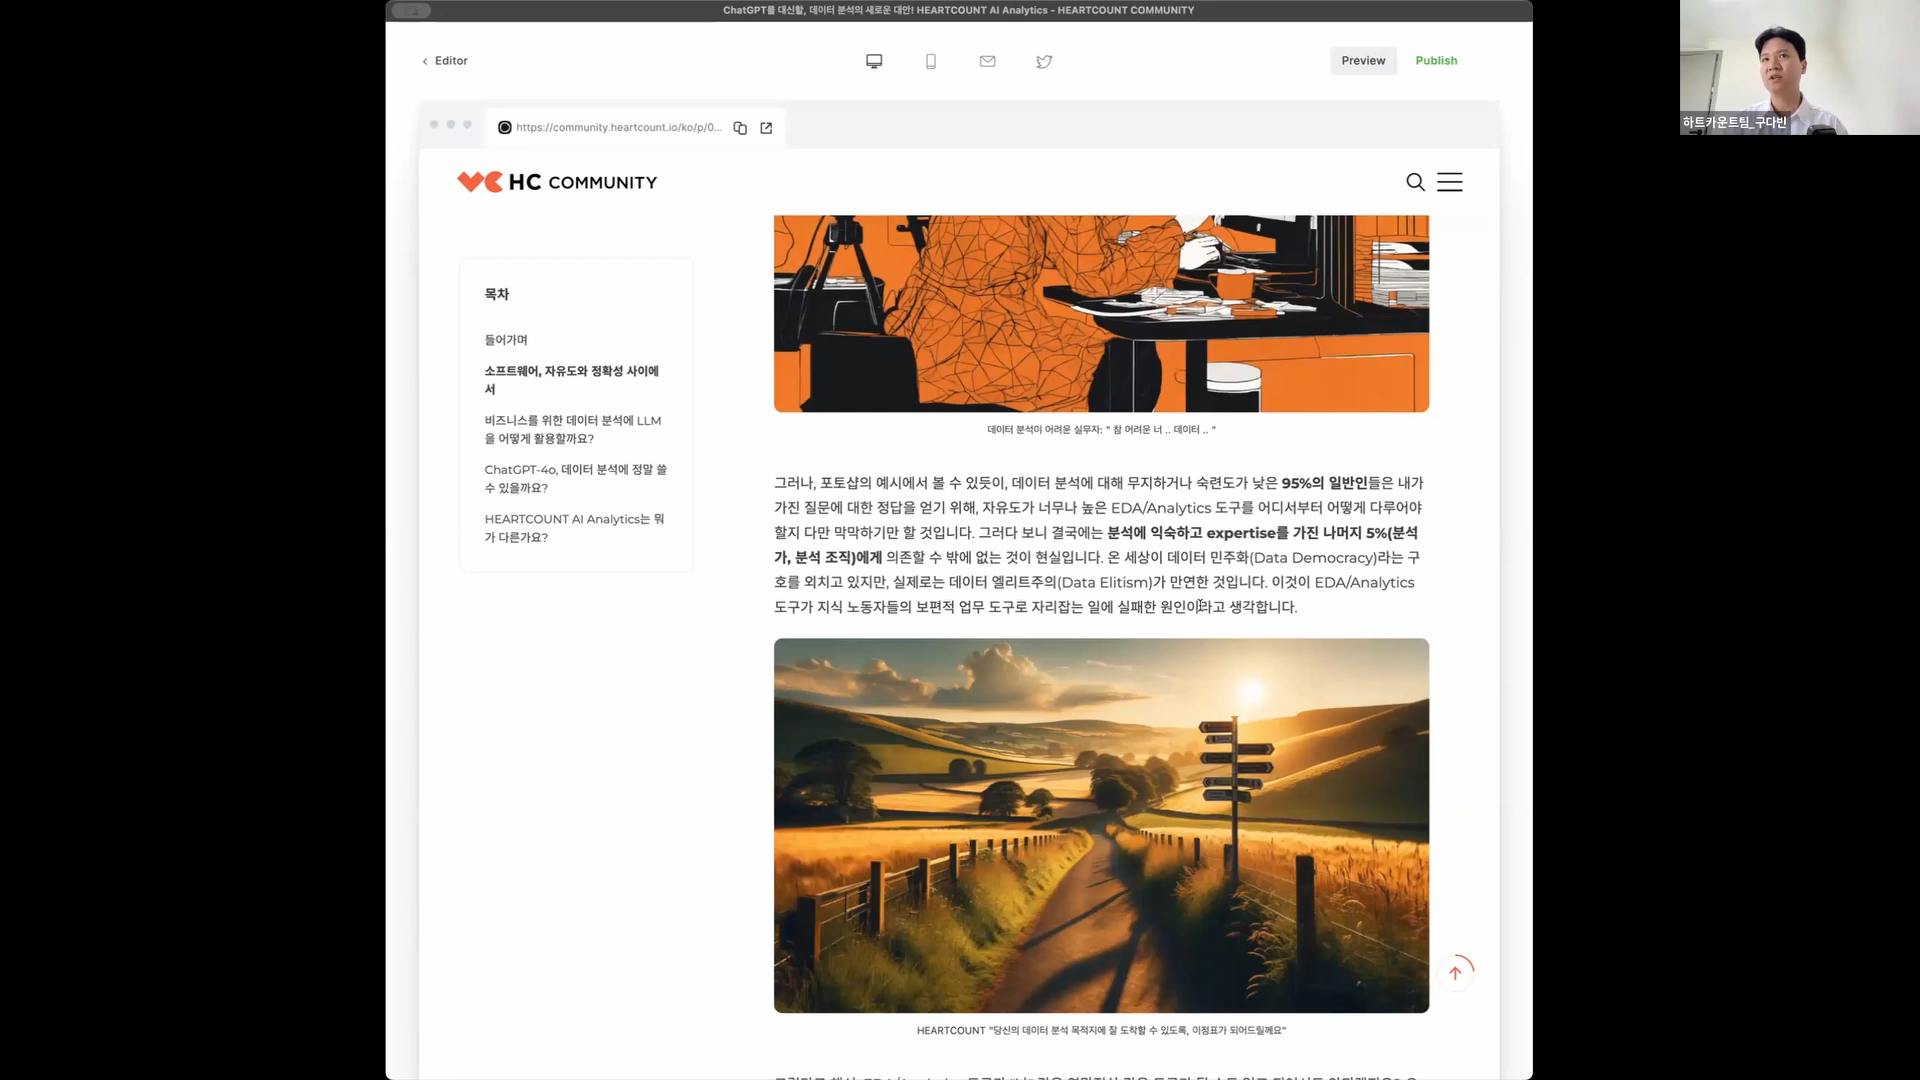 ChatGPT를 대신할, 데이터 분석의 새로운 대안! HEARTCOUNT AI Analytics - HEARTCOUNT COMMUNITY
Editor
Preview
Publish
https://community.heartcount.io/ko/p/0...
HC COMMUNITY
목차
들어가며
소프트웨어, 자유도와 정확성 사이에
서
비즈니스를 위한 데이터 분석에 LLM
을 어떻게 활용할까요?
ChatGPT-4o, 데이터 분석에 정말 쓸
수 있을까요?
HEARTCOUNT AI Analytics는 뭐
가 다른가요?
데이터 분석이 어려운 실무자: " 참 어려운 너 .. 데이터 .. "
그러나, 포토샵의 예시에서 볼 수 있듯이, 데이터 분석에 대해 무지하거나 숙련도가 낮은 95%의 일반인들은 내가
가진 질문에 대한 정답을 얻기 위해, 자유도가 너무나 높은 EDA/Analytics 도구를 어디서부터 어떻게 다루어야
할지 다만 막막하기만 할 것입니다. 그러다 보니 결국에는 분석에 익숙하고 expertise를 가진 나머지 5%(분석
가, 분석 조직)에게 의존할 수 밖에 없는 것이 현실입니다. 온 세상이 데이터 민주화(Data Democracy)라는 구
호를 외치고 있지만, 실제로는 데이터 엘리트주의(Data Elitism)가 만연한 것입니다. 이것이 EDA/Analytics
도구가 지식 노동자들의 보편적 업무 도구로 자리잡는 일에 실패한 원인이라고 생각합니다.
HEARTCOUNT "당신의 데이터 분석 목적지에 잘 도착할 수 있도록, 이정표가 되어드릴께요"
하트카운트팀_구다빈